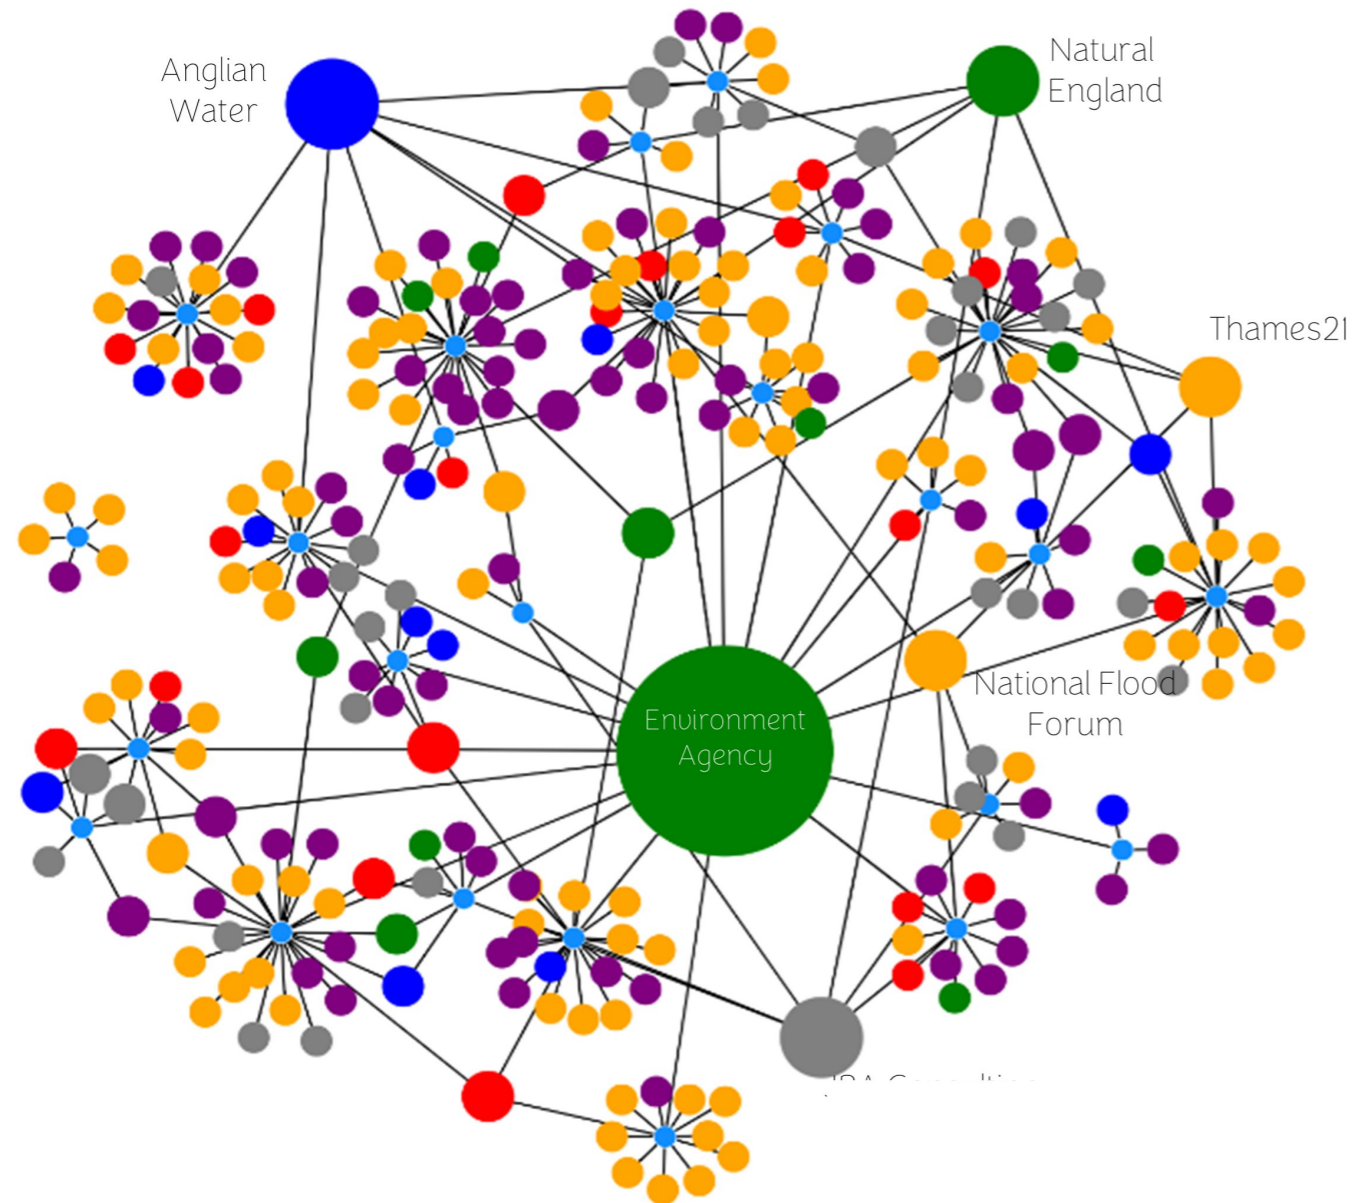 Anglian
Water
Natural
England
Thames21
Environment
Agency
National Flood
Forum